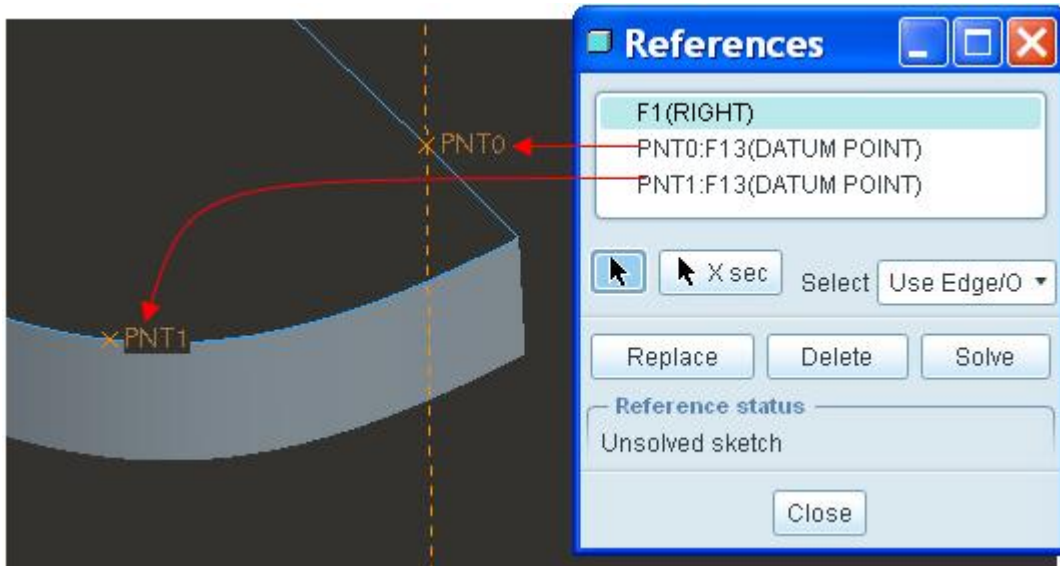 References
F1(RIGHT)
PNT0:F13(DATUM POINT)
PNT1:F13(DATUM POINT)
X sec
Select
Use Edge/O
Replace
Delete
Solve
Reference status
Unsolved sketch
Close
PNT0
PNT1